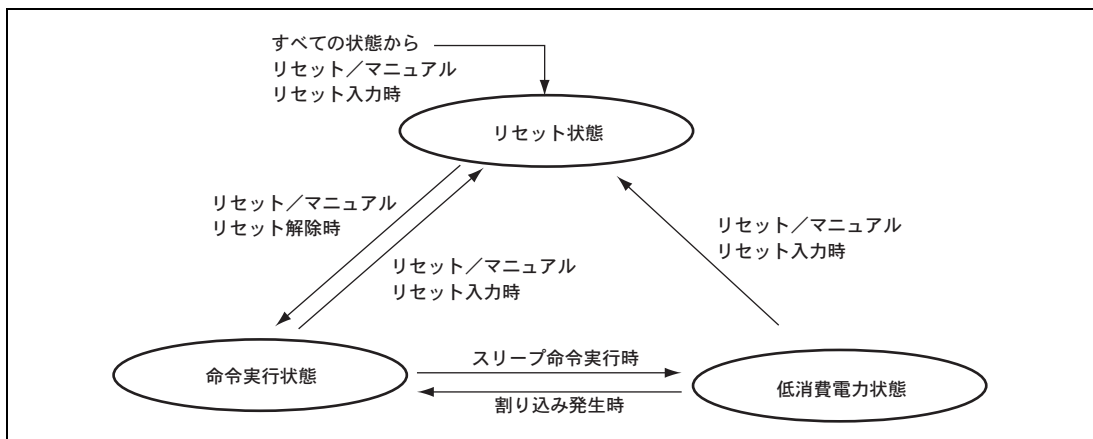 すべての状態から
リセット／マニュアル
リセット入力時
リセット状態
リセット／マニュアル
リセット解除時
リセット／マニュアル
リセット入力時
リセット／マニュアル
リセット入力時
命令実行状態
スリープ命令実行時
割り込み発生時
低消費電力状態